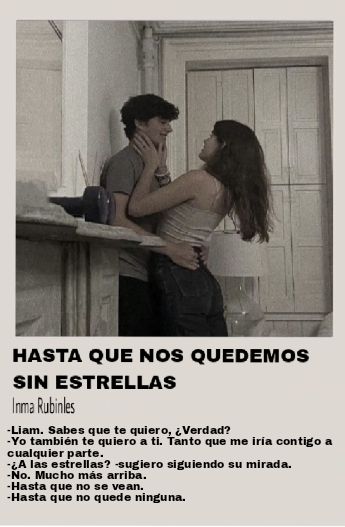 HASTA QUE NOS QUEDEMOS
SIN ESTRELLAS
Inma Rubinles
-Liam. Sabes que te quiero, ¿Verdad?
-Yo también te quiero a ti. Tanto que me iría contigo a
cualquier parte.
-¿A las estrellas? -sugiero siguiendo su mirada.
-No. Mucho más arriba.
-Hasta que no se vean.
-Hasta que no quede ninguna.